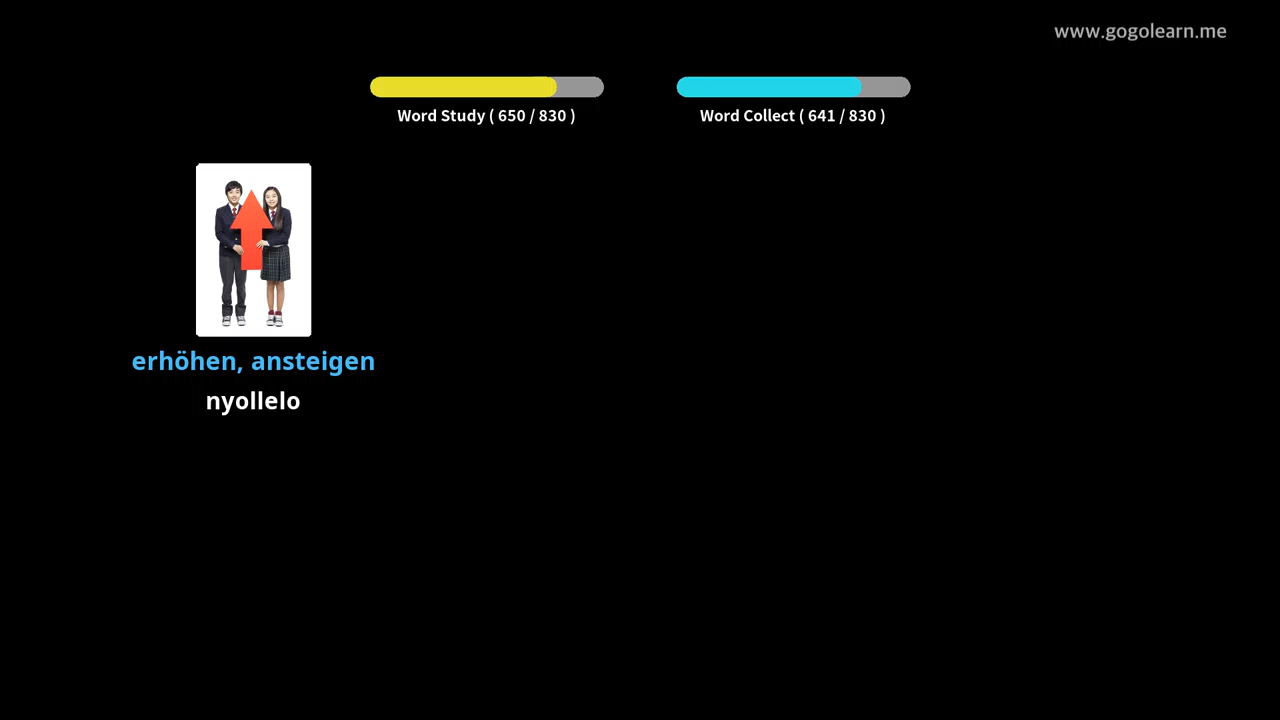 www.gogolearn.me
Word Study ( 650 / 830 )
Word Collect ( 641 / 830 )
erhöhen, ansteigen
nyollelo